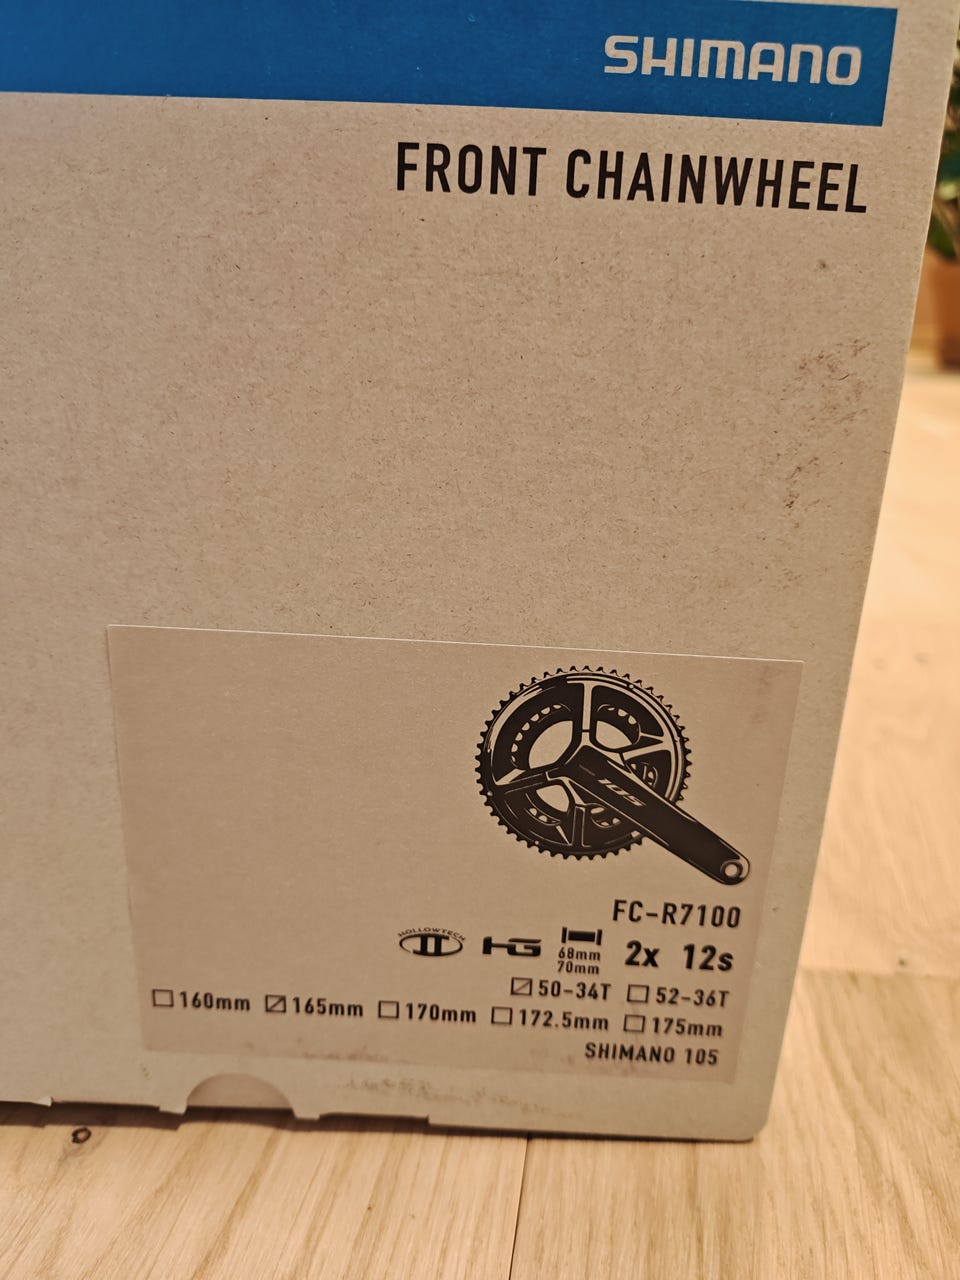 SHIMANO
FRONT CHAINWHEEL
105
FC-R7100
HOLLOWTECH II HG 68mm 70mm 2x 12s
50-34T 52-36T
160mm 165mm 170mm 172.5mm 175mm
SHIMANO 105